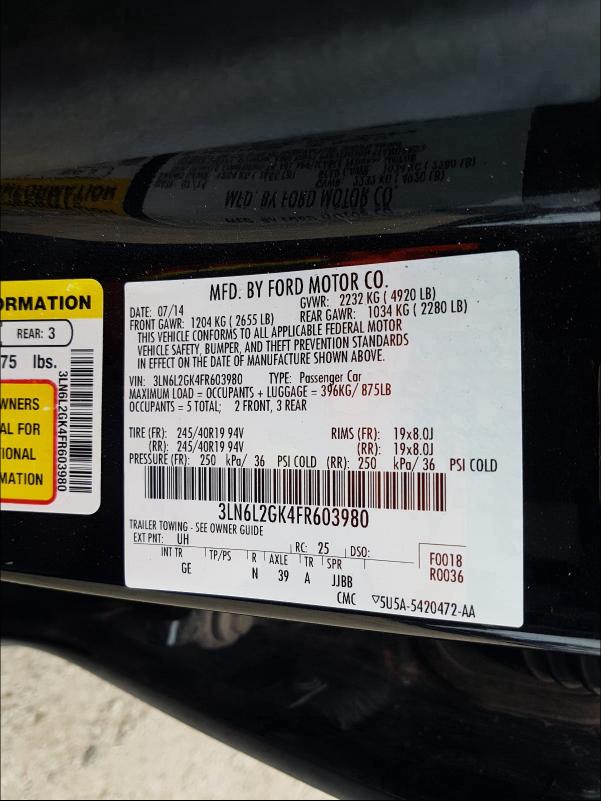 MFD. BY FORD MOTOR CO.
ORMATION
REAR: 3
75 lbs.
WNERS
AL FOR
TIONAL
MATION
3LN6L2GK4FR603980
MFD. BY FORD MOTOR CO.
DATE: 07/14 GVWR: 2232 KG (4920 LB)
FRONT GAWR: 1204 KG (2655 LB) REAR GAWR: 1034 KG (2280 LB)
THIS VEHICLE CONFORMS TO ALL APPLICABLE FEDERAL MOTOR
VEHICLE SAFETY, BUMPER, AND THEFT PREVENTION STANDARDS
IN EFFECT ON THE DATE OF MANUFACTURE SHOWN ABOVE.
VIN: 3LN6L2GK4FR603980 TYPE: Passenger Car
MAXIMUM LOAD = OCCUPANTS + LUGGAGE = 396KG/ 875LB
OCCUPANTS = 5 TOTAL; 2 FRONT, 3 REAR
TIRE (FR): 245/40R19 94V RIMS (FR): 19x8.0J
(RR): 245/40R19 94V (RR): 19x8.0J
PRESSURE (FR): 250 kPa/ 36 PSI COLD (RR): 250 kPa/ 36 PSI COLD
3LN6L2GK4FR603980
TRAILER TOWING - SEE OWNER GUIDE
EXT PNT: UH RC: 25 DSO: F0018
INT TR TP/PS R AXLE TR SPR R0036
GE N 39 A JJBB
CMC ▽5U5A-5420472-AA